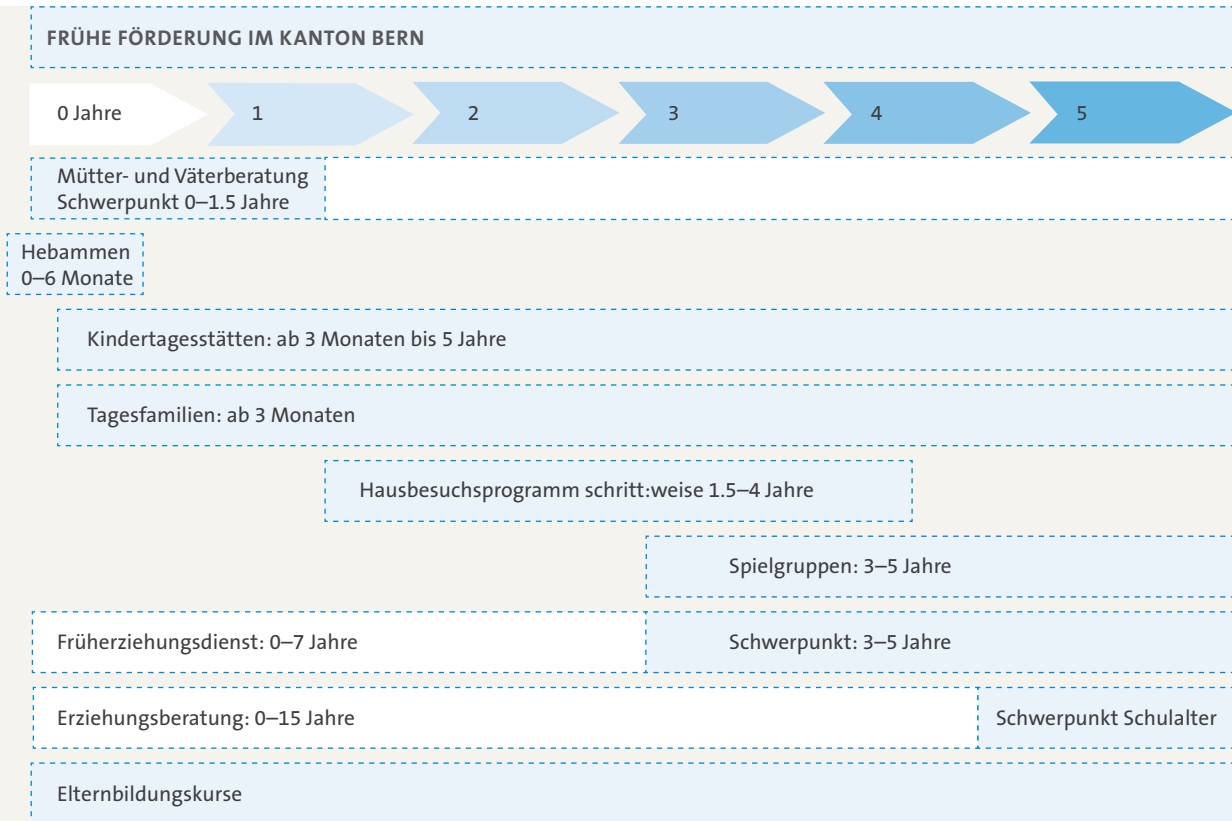 FRÜHE FÖRDERUNG IM KANTON BERN
0 Jahre 1 2 3 4 5
Mütter- und Väterberatung
Schwerpunkt 0–1.5 Jahre
Hebammen
0–6 Monate
Kindertagesstätten: ab 3 Monaten bis 5 Jahre
Tagesfamilien: ab 3 Monaten
Hausbesuchsprogramm schritt:weise 1.5–4 Jahre
Spielgruppen: 3–5 Jahre
Früherziehungsdienst: 0–7 Jahre Schwerpunkt: 3–5 Jahre
Erziehungsberatung: 0–15 Jahre Schwerpunkt Schulalter
Elternbildungskurse